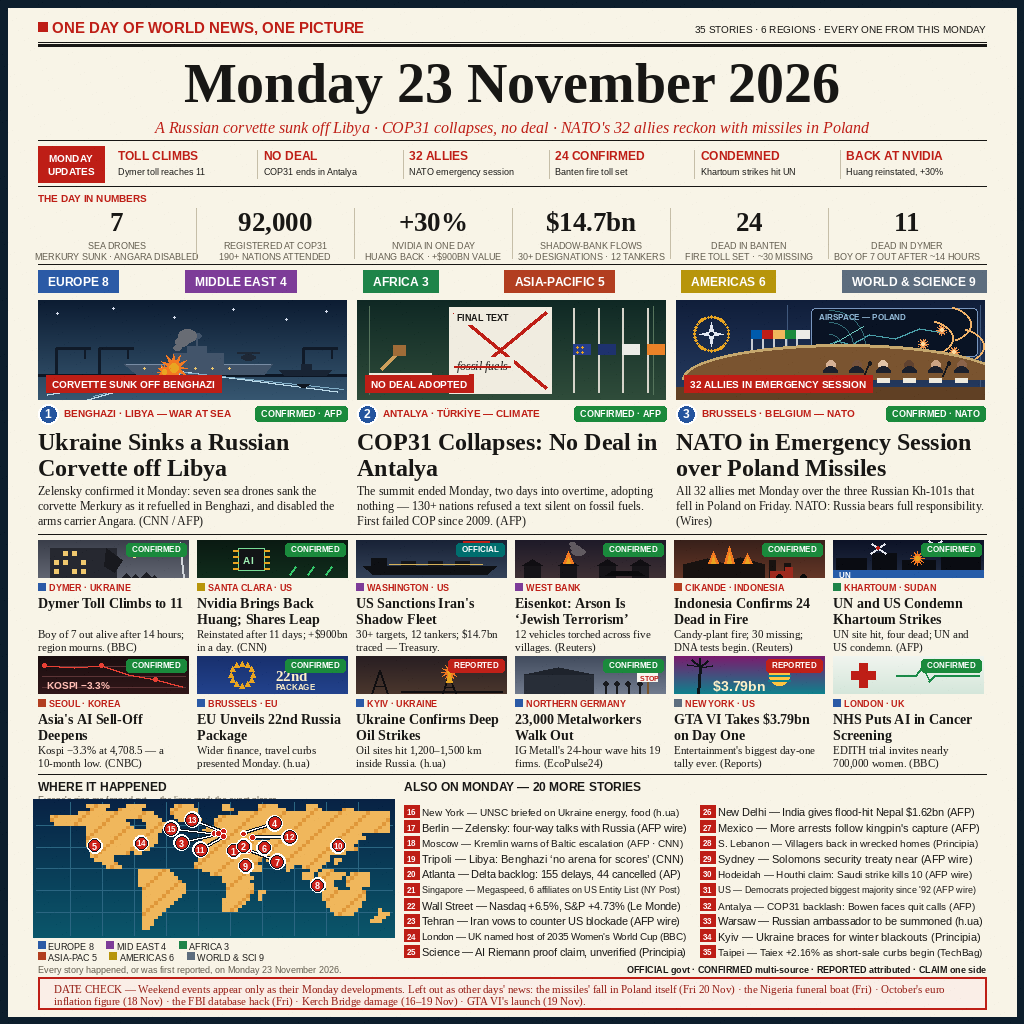 ONE DAY OF WORLD NEWS, ONE PICTURE
35 STORIES · 6 REGIONS · EVERY ONE FROM THIS MONDAY
Monday 23 November 2026
A Russian corvette sunk off Libya · COP31 collapses, no deal · NATO's 32 allies reckon with missiles in Poland
MONDAY
UPDATES
TOLL CLIMBS
Dymer toll reaches 11
NO DEAL
COP31 ends in Antalya
32 ALLIES
NATO emergency session
24 CONFIRMED
Banten fire toll set
CONDEMNED
Khartoum strikes hit UN
BACK AT NVIDIA
Huang reinstated, +30%
THE DAY IN NUMBERS
7
SEA DRONES
MERKURY SUNK · ANGARA DISABLED
92,000
REGISTERED AT COP31
190+ NATIONS ATTENDED
+30%
NVIDIA IN ONE DAY
HUANG BACK · +$900BN VALUE
$14.7bn
SHADOW-BANK FLOWS
30+ DESIGNATIONS · 12 TANKERS
24
DEAD IN BANTEN
FIRE TOLL SET · ~30 MISSING
11
DEAD IN DYMER
BOY OF 7 OUT AFTER ~14 HOURS
EUROPE 8
MIDDLE EAST 4
AFRICA 3
ASIA-PACIFIC 5
AMERICAS 6
WORLD & SCIENCE 9
CORVETTE SUNK OFF BENGHAZI
FINAL TEXT
fossil fuels
NO DEAL ADOPTED
AIRSPACE — POLAND
32 ALLIES IN EMERGENCY SESSION
1 BENGHAZI · LIBYA — WAR AT SEA
CONFIRMED · AFP
Ukraine Sinks a Russian
Corvette off Libya
Zelensky confirmed it Monday: seven sea drones sank the
corvette Merkury as it refuelled in Benghazi, and disabled the
arms carrier Angara. (CNN / AFP)
2 ANTALYA · TÜRKİYE — CLIMATE
CONFIRMED · AFP
COP31 Collapses: No Deal in
Antalya
The summit ended Monday, two days into overtime, adopting
nothing — 130+ nations refused a text silent on fossil fuels.
First failed COP since 2009. (AFP)
3 BRUSSELS · BELGIUM — NATO
CONFIRMED · NATO
NATO in Emergency Session
over Poland Missiles
All 32 allies met Monday over the three Russian Kh-101s that
fell in Poland on Friday. NATO: Russia bears full responsibility.
(Wires)
CONFIRMED
DYMER · UKRAINE
Dymer Toll Climbs to 11
Boy of 7 out alive after 14 hours;
region mourns. (BBC)
AI
CONFIRMED
SANTA CLARA · US
Nvidia Brings Back
Huang; Shares Leap
Reinstated after 11 days; +$900bn
in a day. (CNN)
OFFICIAL
WASHINGTON · US
US Sanctions Iran's
Shadow Fleet
30+ targets, 12 tankers; $14.7bn
traced — Treasury.
CONFIRMED
WEST BANK
Eisenkot: Arson Is
‘Jewish Terrorism’
12 vehicles torched across five
villages. (Reuters)
CONFIRMED
CIKANDE · INDONESIA
Indonesia Confirms 24
Dead in Fire
Candy-plant fire; 30 missing;
DNA tests begin. (Reuters)
UN
CONFIRMED
KHARTOUM · SUDAN
UN and US Condemn
Khartoum Strikes
UN site hit, four dead; UN and
US condemn. (AFP)
CONFIRMED
KOSPI −3.3%
SEOUL · KOREA
Asia's AI Sell-Off
Deepens
Kospi −3.3% at 4,708.5 — a
10-month low. (CNBC)
CONFIRMED
22nd
PACKAGE
BRUSSELS · EU
EU Unveils 22nd Russia
Package
Wider finance, travel curbs
presented Monday. (h.ua)
REPORTED
KYIV · UKRAINE
Ukraine Confirms Deep
Oil Strikes
Oil sites hit 1,200–1,500 km
inside Russia. (h.ua)
CONFIRMED
STOP
NORTHERN GERMANY
23,000 Metalworkers
Walk Out
IG Metall's 24-hour wave hits 19
firms. (EcoPulse24)
REPORTED
$3.79bn
NEW YORK · US
GTA VI Takes $3.79bn
on Day One
Entertainment's biggest day-one
tally ever. (Reports)
CONFIRMED
LONDON · UK
NHS Puts AI in Cancer
Screening
EDITH trial invites nearly
700,000 women. (BBC)
WHERE IT HAPPENED
5
14
15
13
3
11
1
2
4
12
6
7
9
10
8
EUROPE 8
MID EAST 4
AFRICA 3
ASIA-PAC 5
AMERICAS 6
WORLD & SCI 9
Every story happened, or was first reported, on Monday 23 November 2026.
ALSO ON MONDAY — 20 MORE STORIES
16 New York — UNSC briefed on Ukraine energy, food (h.ua)
17 Berlin — Zelensky: four-way talks with Russia (AFP wire)
18 Moscow — Kremlin warns of Baltic escalation (AFP · CNN)
19 Tripoli — Libya: Benghazi ‘no arena for scores’ (CNN)
20 Atlanta — Delta backlog: 155 delays, 44 cancelled (AP)
21 Singapore — Megaspeed, 6 affiliates on US Entity List (NY Post)
22 Wall Street — Nasdaq +6.5%, S&P +4.73% (Le Monde)
23 Tehran — Iran vows to counter US blockade (AFP wire)
24 London — UK named host of 2035 Women's World Cup (BBC)
25 Science — AI Riemann proof claim, unverified (Principia)
26 New Delhi — India gives flood-hit Nepal $1.62bn (AFP)
27 Mexico — More arrests follow kingpin's capture (AFP)
28 S. Lebanon — Villagers back in wrecked homes (Principia)
29 Sydney — Solomons security treaty near (AFP wire)
30 Hodeidah — Houthi claim: Saudi strike kills 10 (AFP wire)
31 US — Democrats projected biggest majority since '92 (AFP wire)
32 Antalya — COP31 backlash: Bowen faces quit calls (AFP)
33 Warsaw — Russian ambassador to be summoned (h.ua)
34 Kyiv — Ukraine braces for winter blackouts (Principia)
35 Taipei — Taiex +2.16% as short-sale curbs begin (TechBag)
OFFICIAL govt · CONFIRMED multi-source · REPORTED attributed · CLAIM one side
DATE CHECK — Weekend events appear only as their Monday developments. Left out as other days' news: the missiles' fall in Poland itself (Fri 20 Nov) · the Nigeria funeral boat (Fri) · October's euro
inflation figure (18 Nov) · the FBI database hack (Fri) · Kerch Bridge damage (16–19 Nov) · GTA VI's launch (19 Nov).